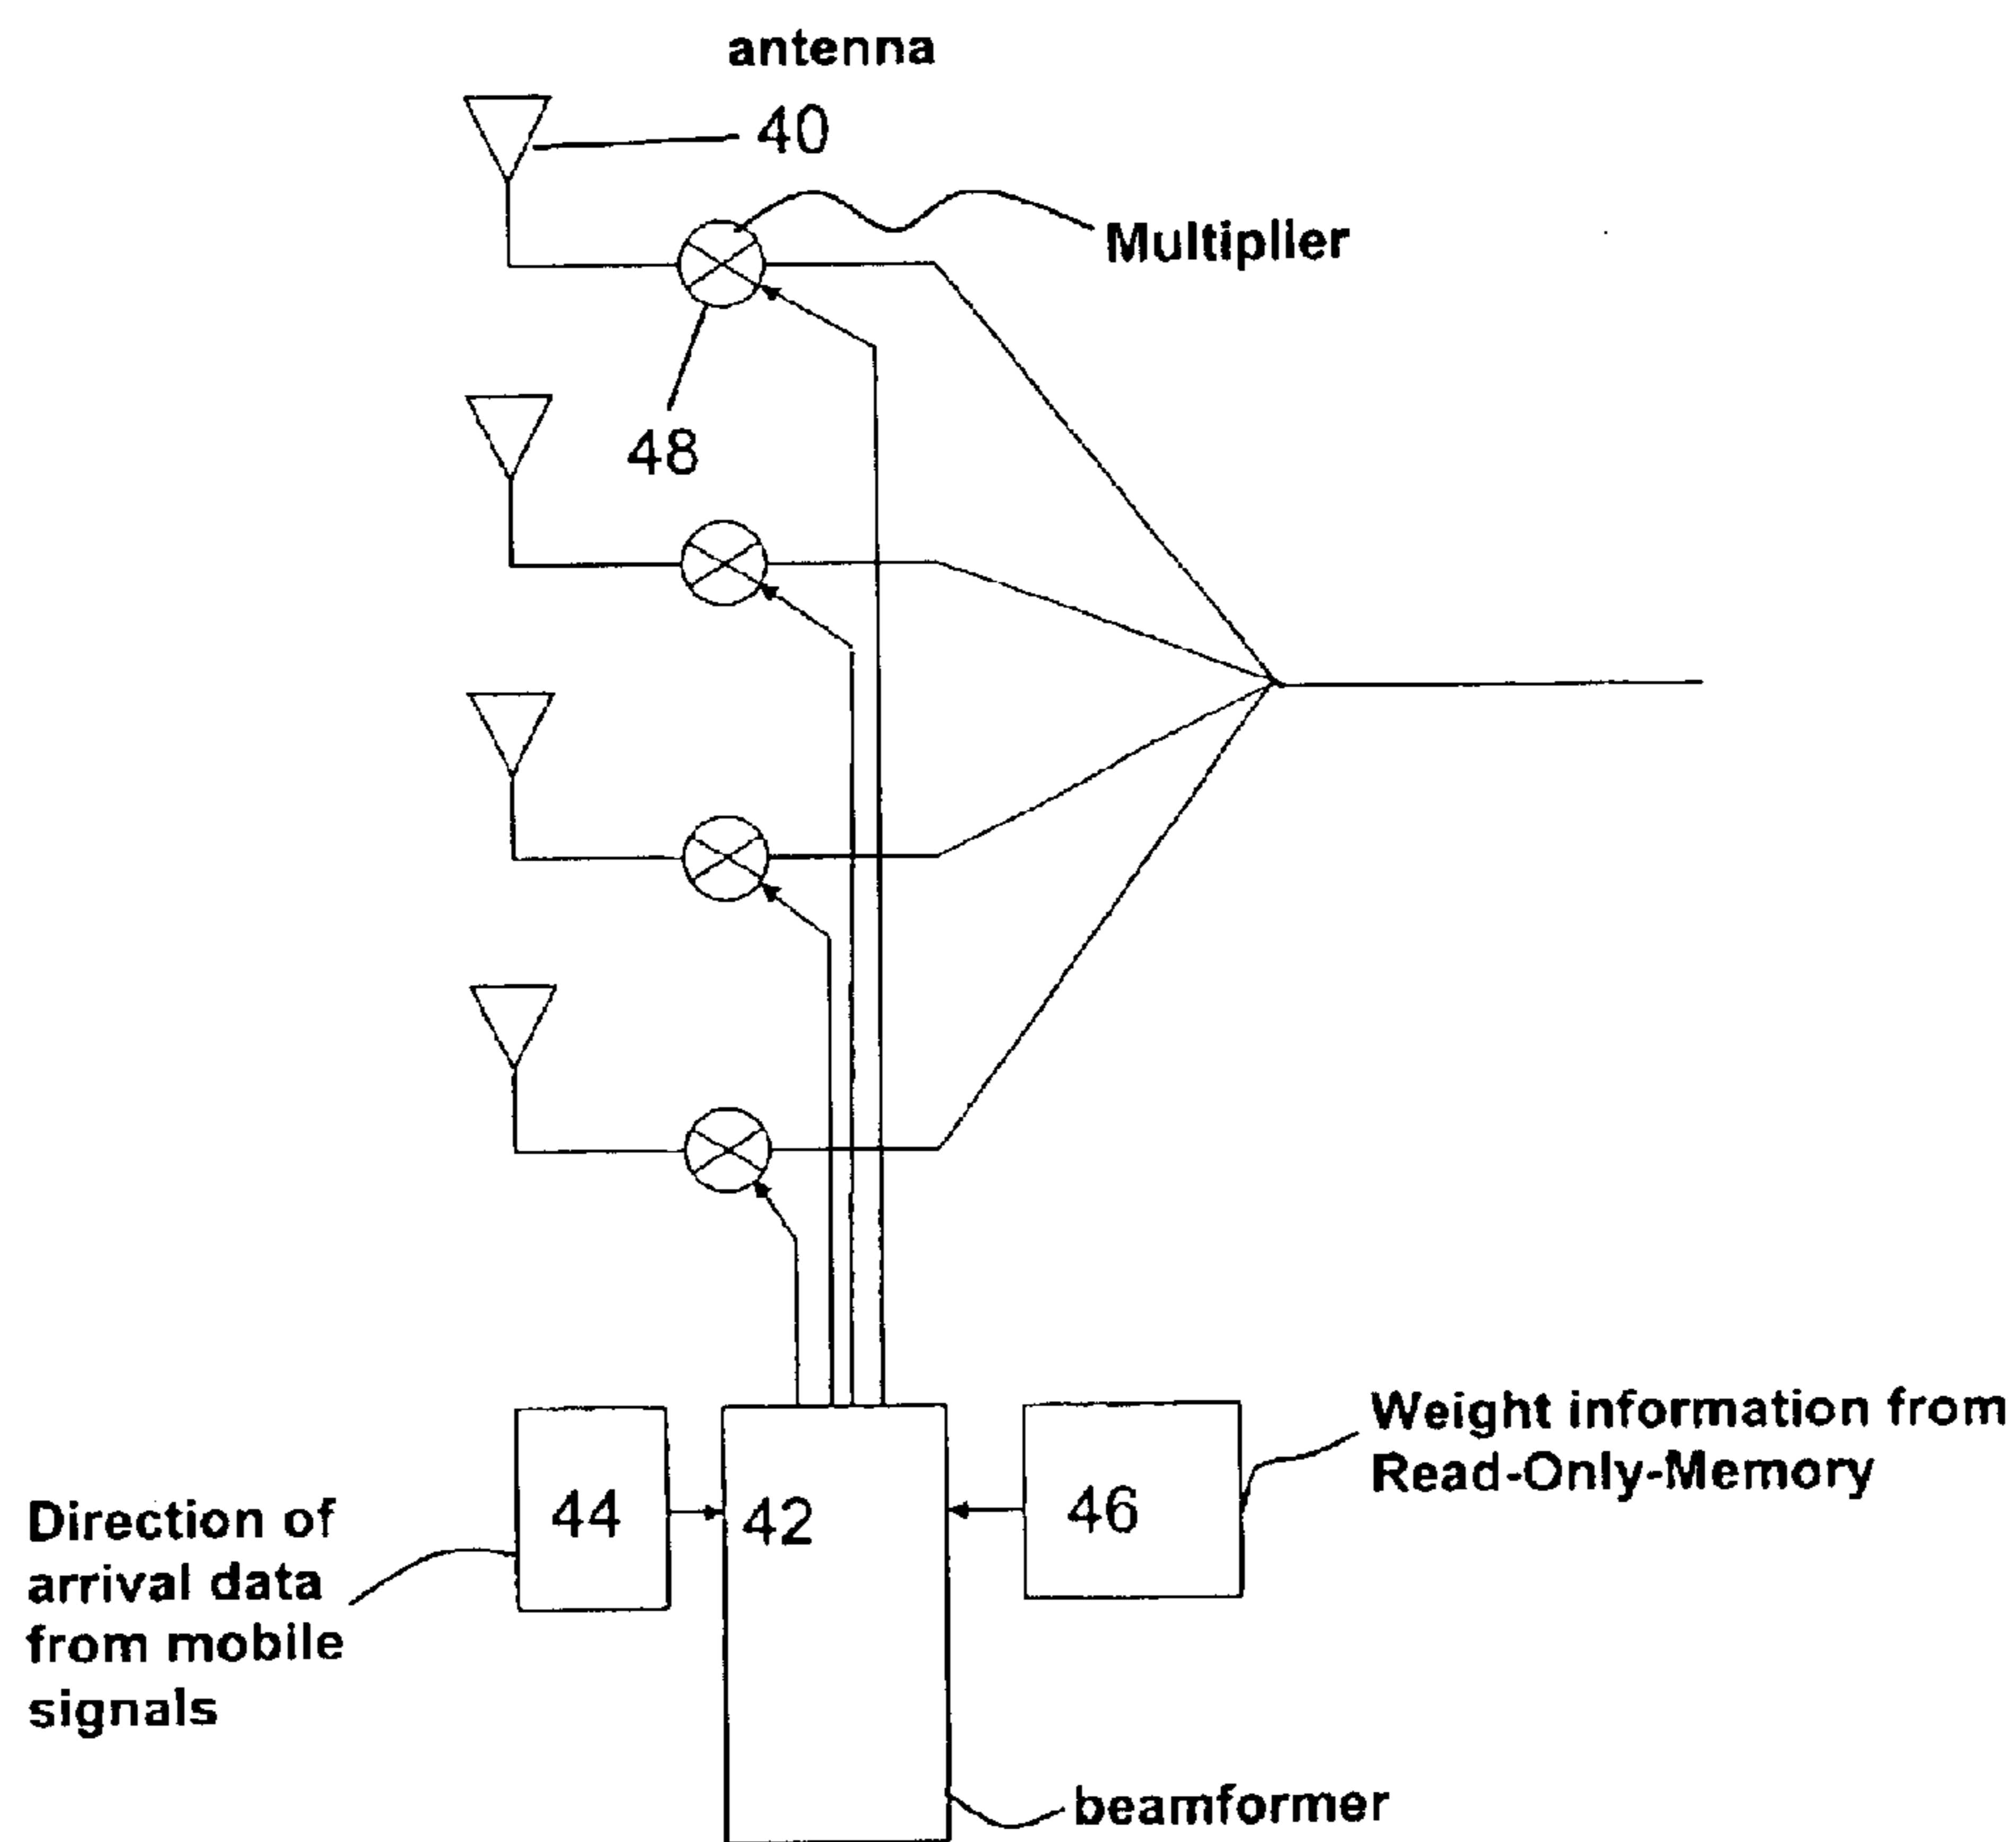 antenna
40
Multiplier
48
44
42
46
Weight information from
Read-Only-Memory
Direction of
arrival data
from mobile
signals
beamformer